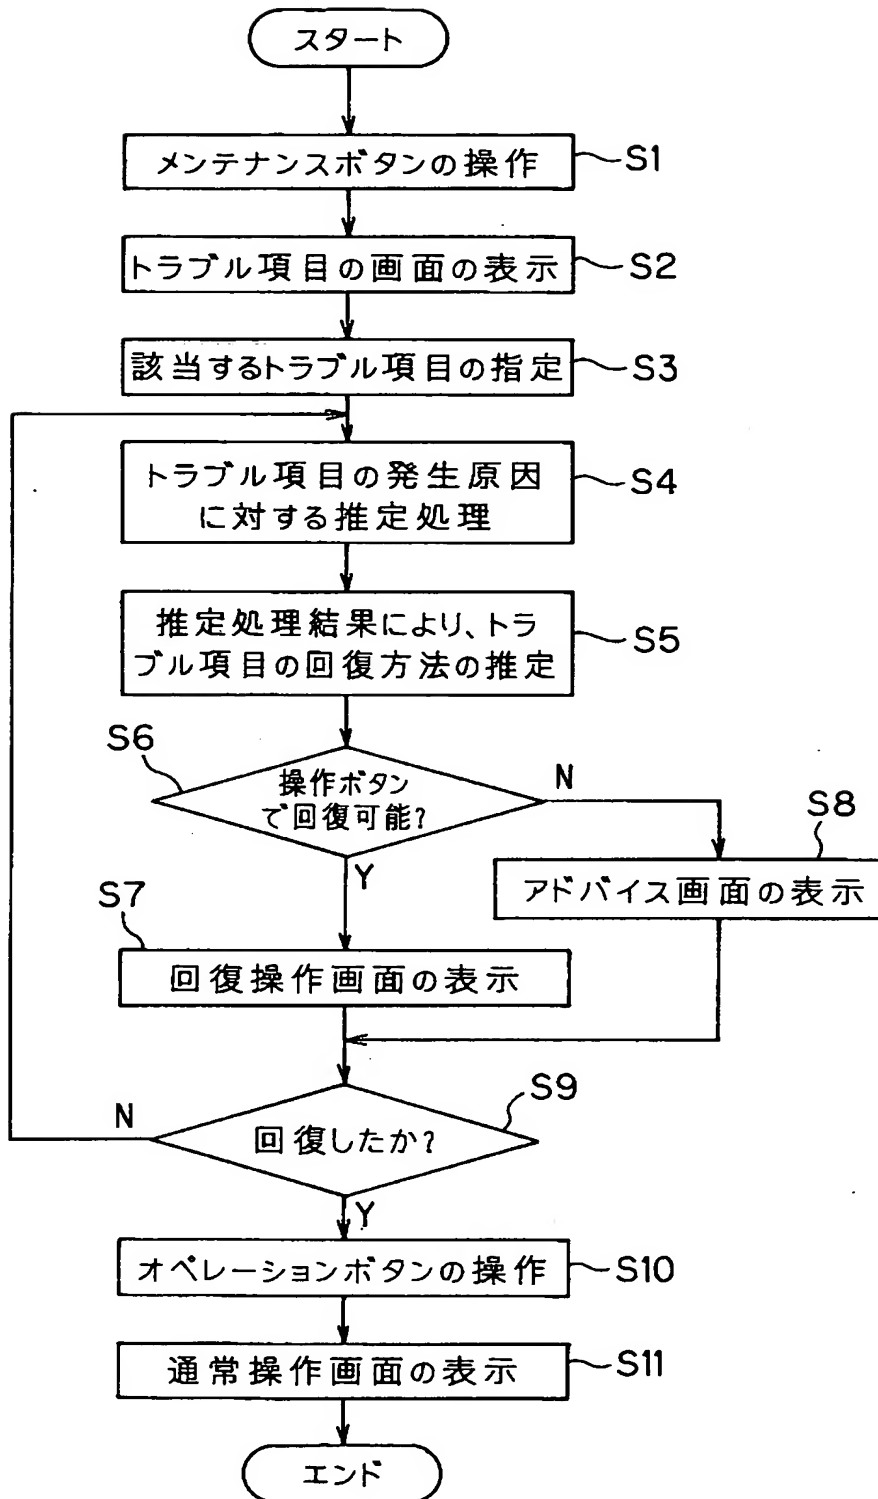 スタート
メンテナンスボタンの操作
S1
トラブル項目の画面の表示
S2
該当するトラブル項目の指定
S3
トラブル項目の発生原因
に対する推定処理
S4
推定処理結果により、トラ
ブル項目の回復方法の推定
S5
S6
操作ボタン
で回復可能?
N
Y
S8
アドバイス画面の表示
S7
回復操作画面の表示
S9
回復したか?
N
Y
オペレーションボタンの操作
S10
通常操作画面の表示
S11
エンド